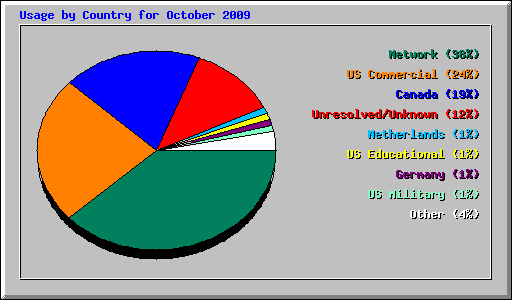 Usage by Country for October 2009
Network (38%)
US Commercial (24%)
Canada (19%)
Unresolved/Unknown (12%)
Netherlands (1%)
US Educational (1%)
Germany (1%)
US Military (1%)
Other (4%)